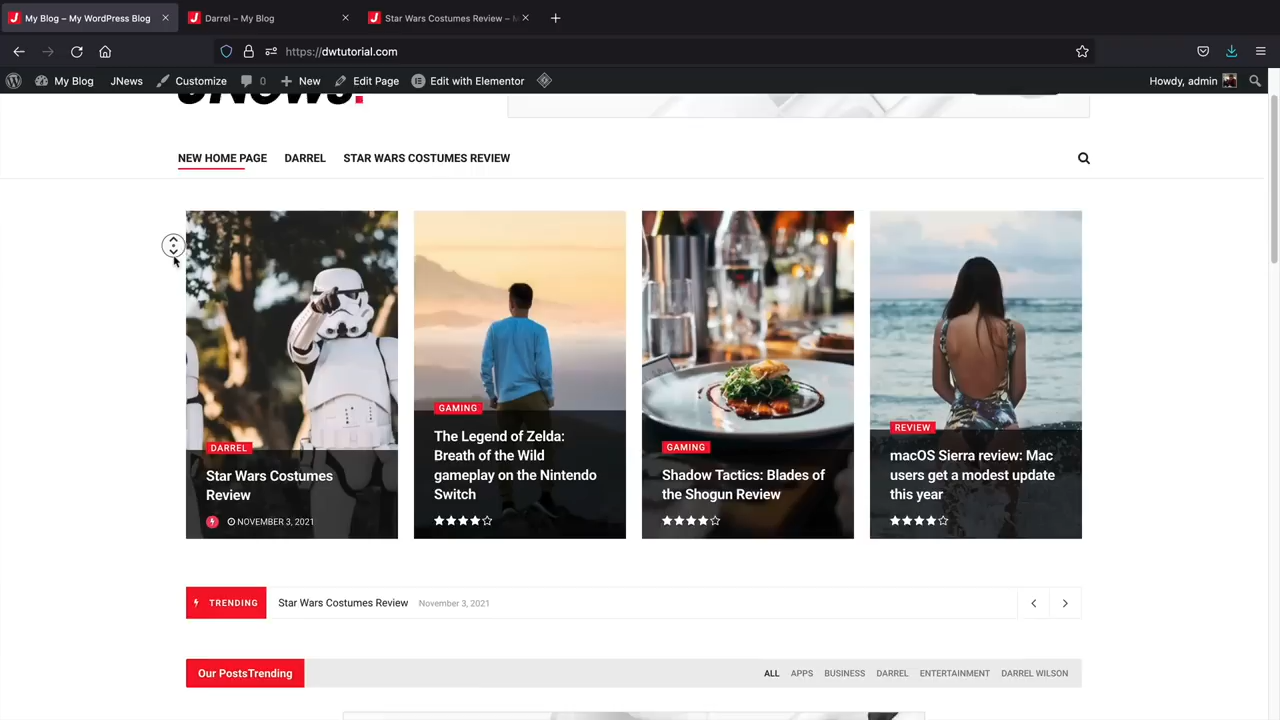 My Blog – My WordPress Blog
Darrel – My Blog
Star Wars Costumes Review –
https://dwtutorial.com
My Blog
JNews
Customize
0
New
Edit Page
Edit with Elementor
Howdy, admin
JNews.
NEW HOME PAGE
DARREL
STAR WARS COSTUMES REVIEW
DARREL
Star Wars Costumes
Review
NOVEMBER 3, 2021
GAMING
The Legend of Zelda:
Breath of the Wild
gameplay on the Nintendo
Switch
GAMING
Shadow Tactics: Blades of
the Shogun Review
REVIEW
macOS Sierra review: Mac
users get a modest update
this year
TRENDING
Star Wars Costumes Review
November 3, 2021
Our PostsTrending
ALL
APPS
BUSINESS
DARREL
ENTERTAINMENT
DARREL WILSON